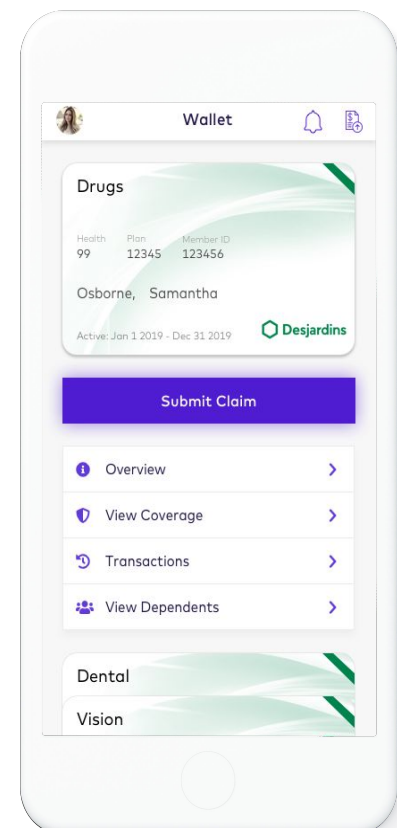 Wallet
Drugs
Health Plan Member ID
99 12345 123456
Osborne, Samantha
Active: Jan 1 2019 - Dec 31 2019
Desjardins
Submit Claim
Overview
View Coverage
Transactions
View Dependents
Dental
Vision